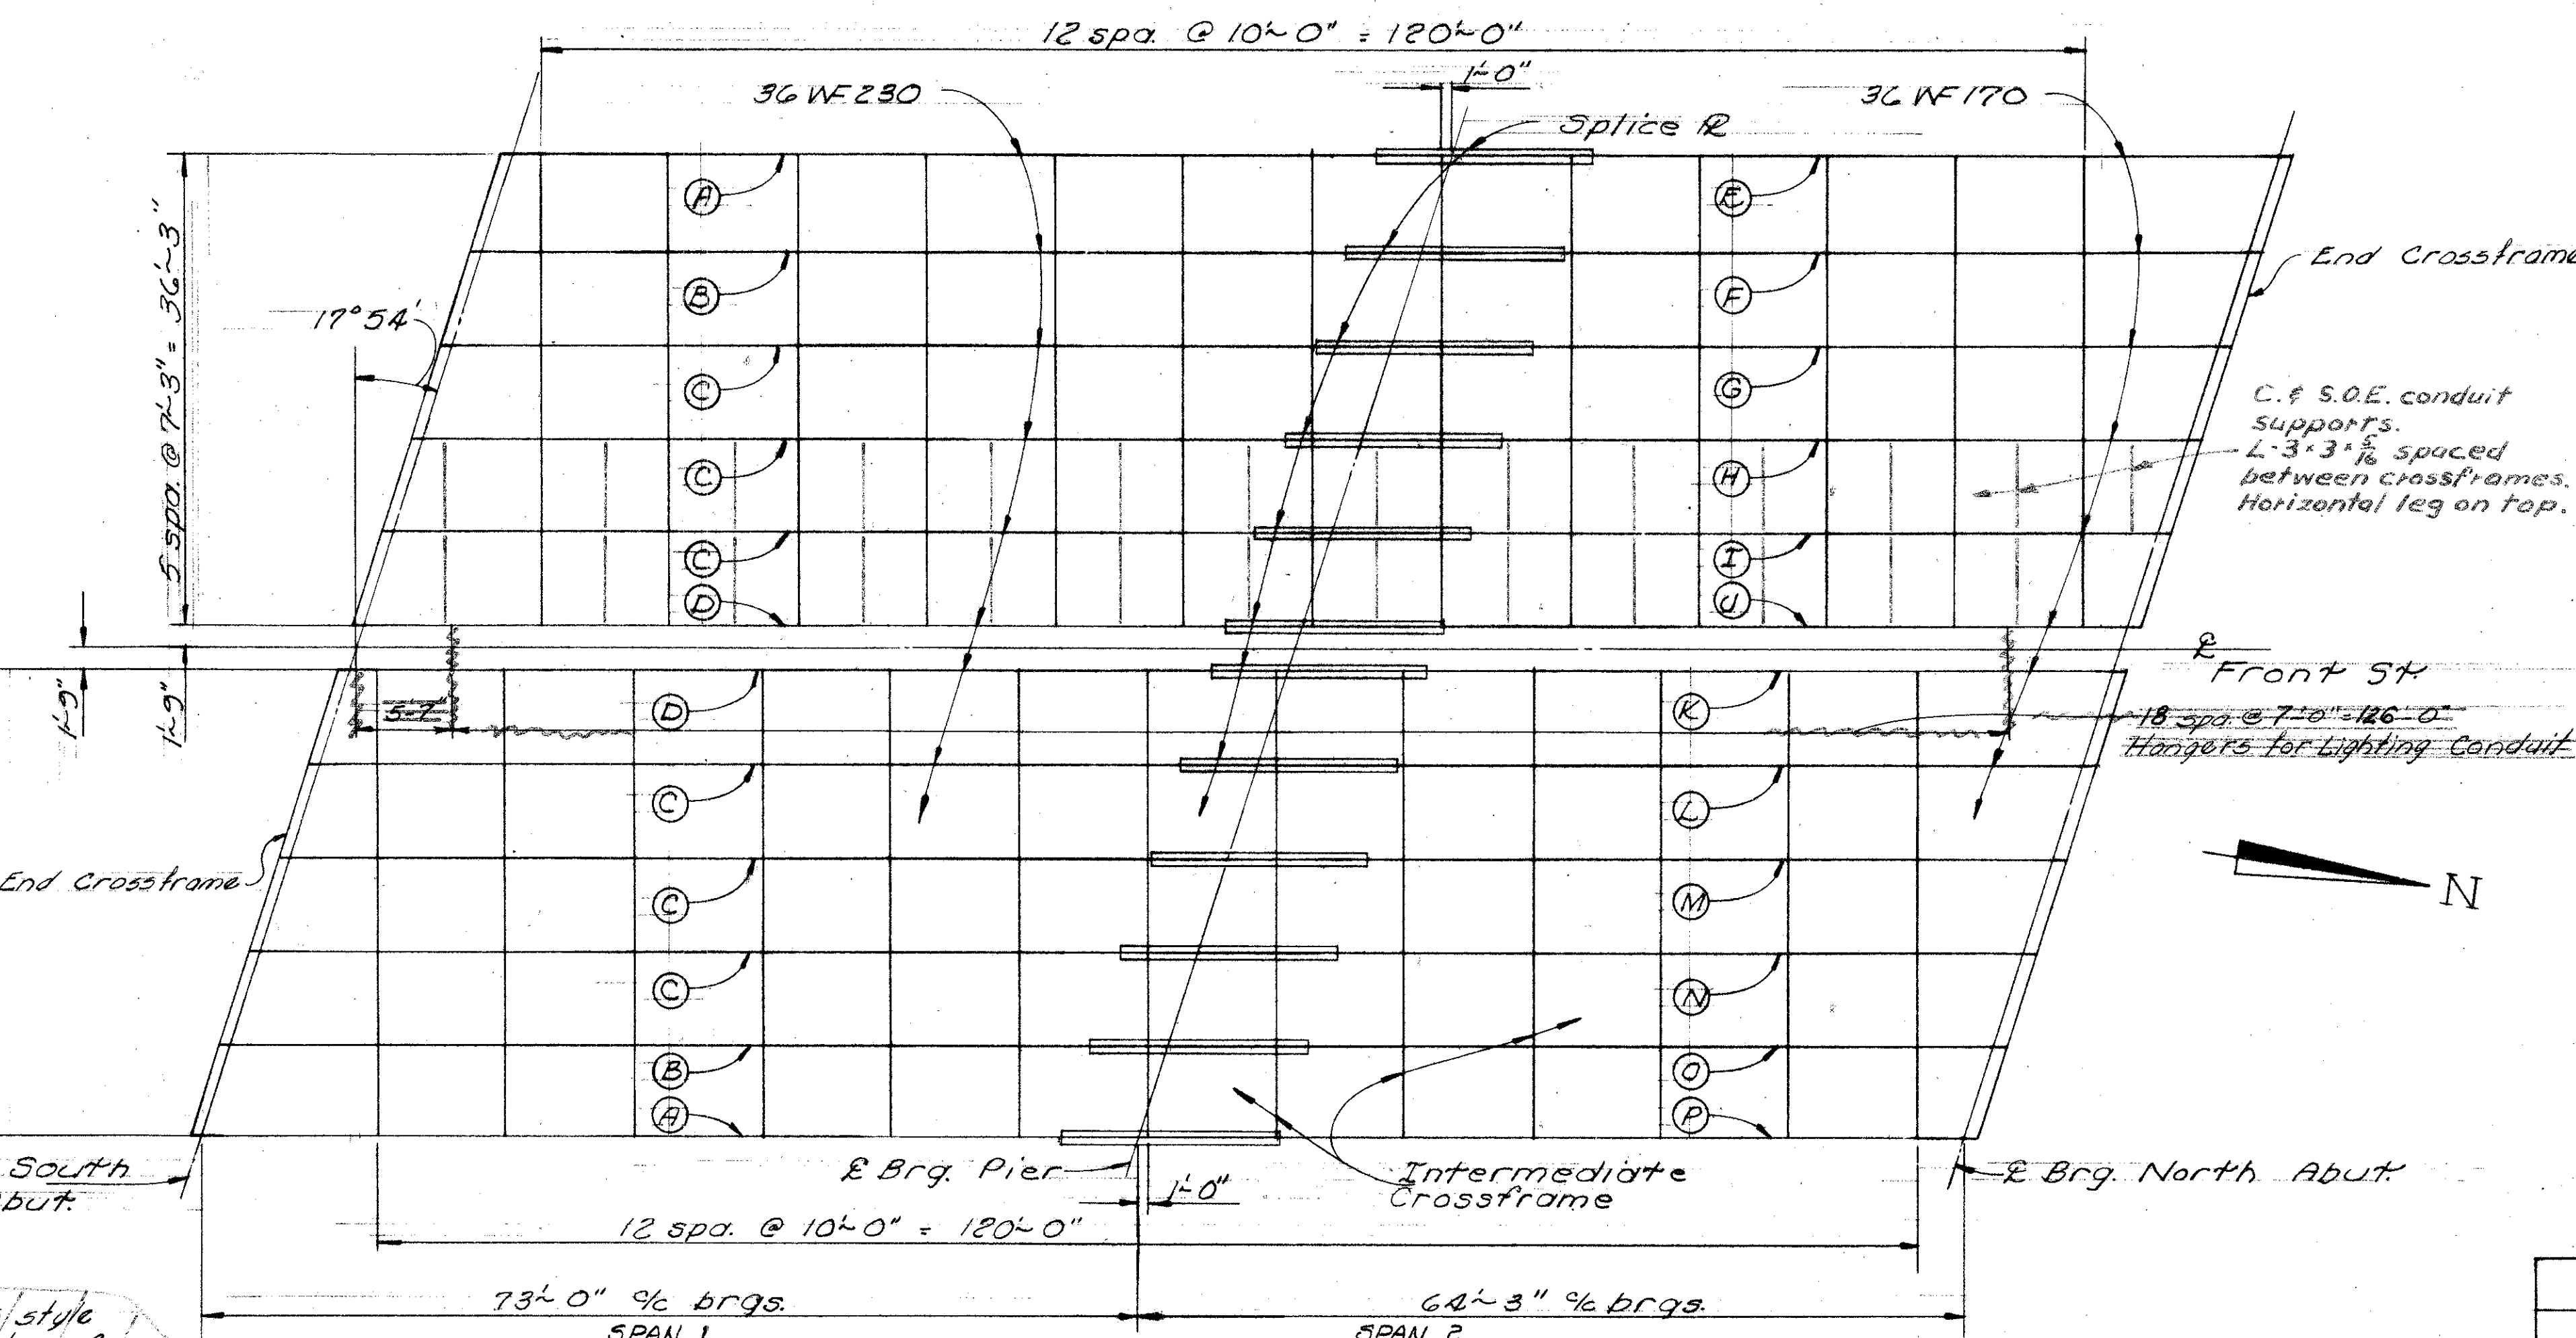 12 spa. @ 10'-0" = 120'-0"
1'-0"
36 WF 230
36 WF 170
Splice ℞
A
E
B
F
End Crossframe
17°54'
5 spa. @ 7'-3" = 36'-3"
C
G
C. & S.O.E. conduit
supports.
L-3×3×5/16 spaced
between crossframes.
Horizontal leg on top.
C
H
C
I
D
J
℄
Front St.
1'-9"
1'-9"
5-7
D
K
18 spa. @ 7'-0" = 126'-0"
Hangers for Lighting Conduit
C
L
End Crossframe
C
M
N
C
N
B
O
A
P
South
but.
℄ Brg. Pier
1'-0"
Intermediate
Crossframe
℄ Brg. North Abut.
12 spa. @ 10'-0" = 120'-0"
73'-0" c/c brgs.
64'-3" c/c brgs.
SPAN 1
SPAN 2
style